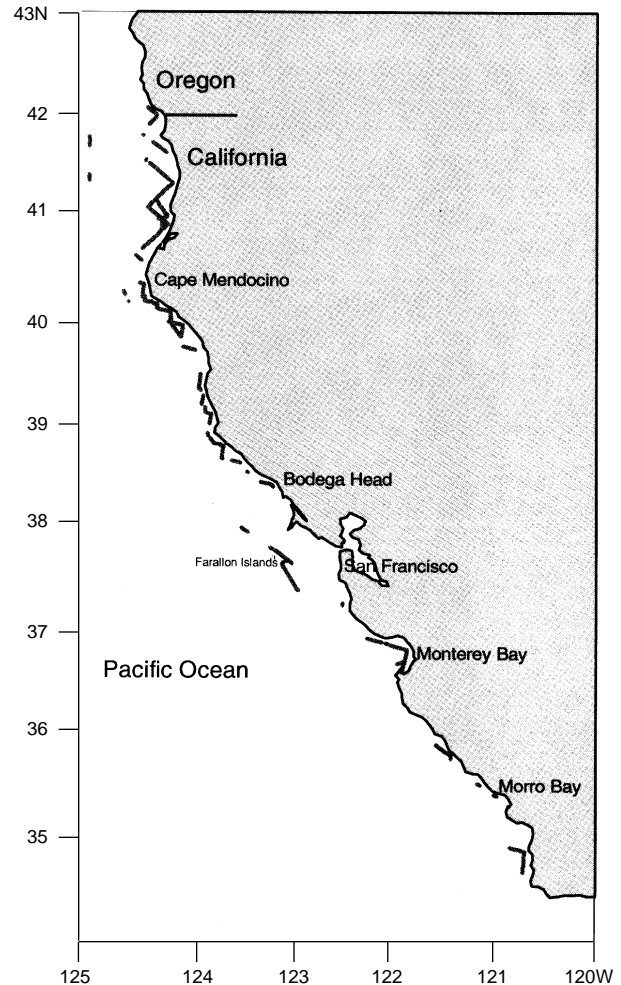 43N
Oregon
42
California
41
Cape Mendocino
40
39
Bodega Head
38
Farallon Islands
San Francisco
37
Monterey Bay
Pacific Ocean
36
Morro Bay
35
125 124 123 122 121 120W